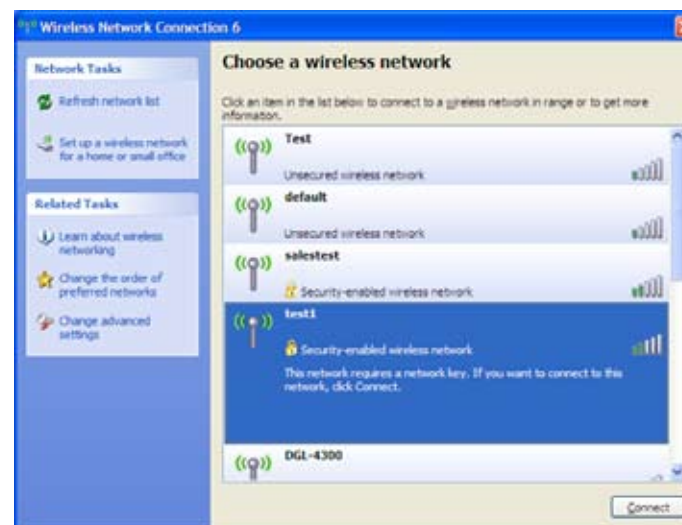 Wireless Network Connection 6
Network Tasks
Refresh network list
Set up a wireless network
for a home or small office
Related Tasks
Learn about wireless
networking
Change the order of
preferred networks
Change advanced
settings
Choose a wireless network
Click an item in the list below to connect to a wireless network in range or to get more
information.
Test
Unsecured wireless network
default
Unsecured wireless network
salestest
Security-enabled wireless network
test1
Security-enabled wireless network
This network requires a network key. If you want to connect to this
network, click Connect.
DGL-4300
Connect